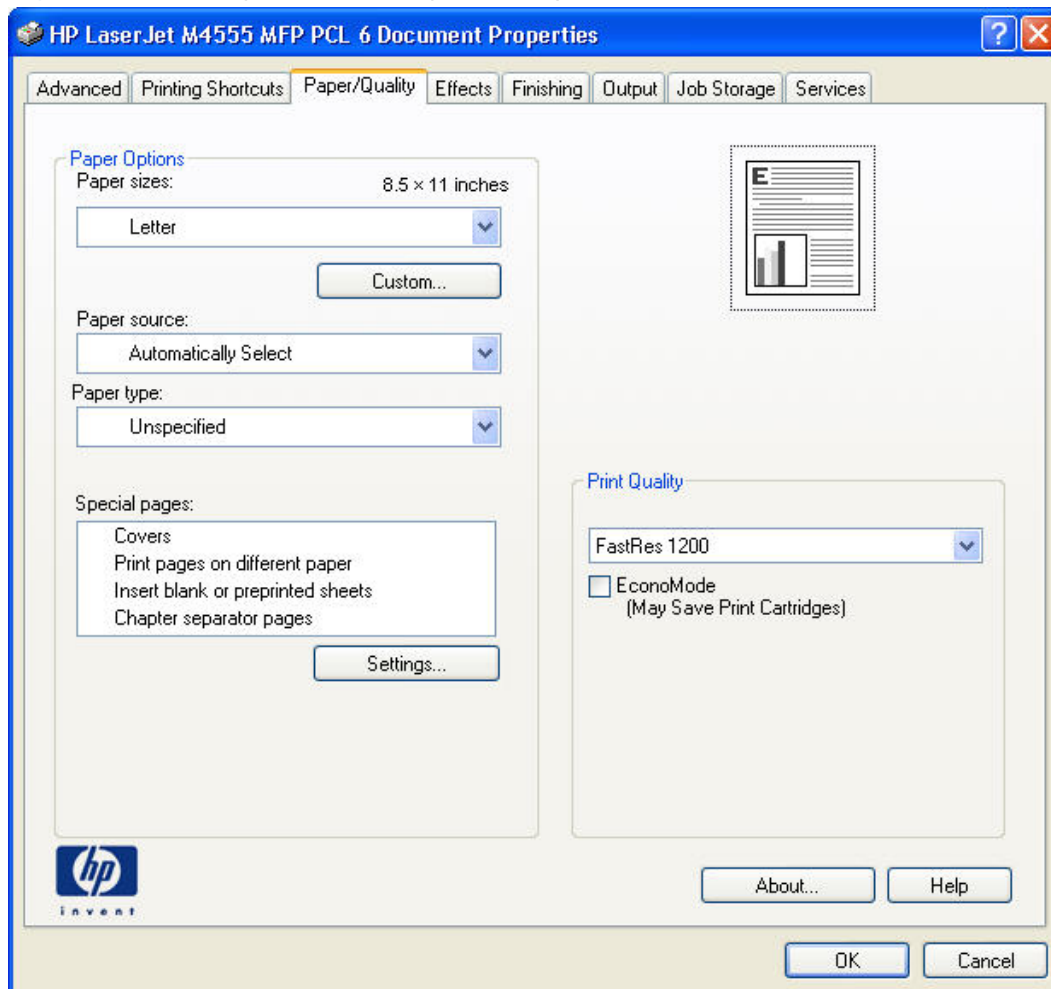 HP LaserJet M4555 MFP PCL 6 Document Properties
Advanced Printing Shortcuts Paper/Quality Effects Finishing Output Job Storage Services
Paper Options
Paper sizes: 8.5 × 11 inches
Letter
Custom...
Paper source:
Automatically Select
Paper type:
Unspecified
Special pages:
Covers
Print pages on different paper
Insert blank or preprinted sheets
Chapter separator pages
Settings...
E
Print Quality
FastRes 1200
EconoMode
(May Save Print Cartridges)
hp
invent
About... Help
OK Cancel